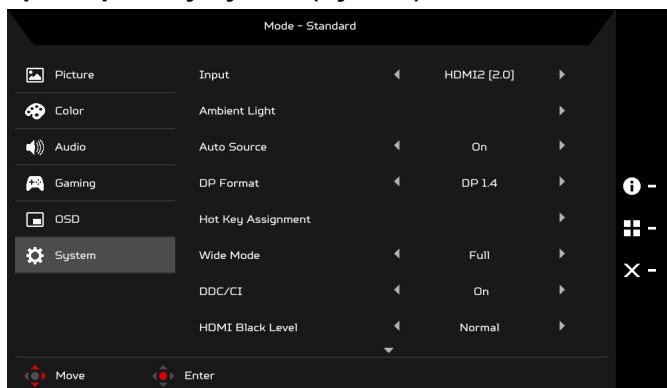 Mode - Standard
Picture
Input HDMI2 [2.0]
Color
Ambient Light
Audio
Auto Source On
Gaming
DP Format DP 1.4
OSD
Hot Key Assignment
System
Wide Mode Full
DDC/CI On
HDMI Black Level Normal
Move Enter